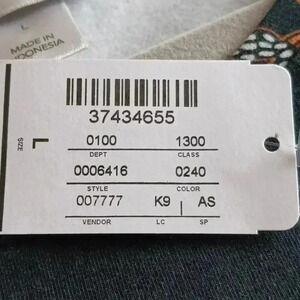 L
MADE IN
INDONESIA
37434655
0100 1300
DEPT CLASS
0006416 0240
STYLE COLOR
007777 K9 AS
VENDOR LC SP
SIZE L